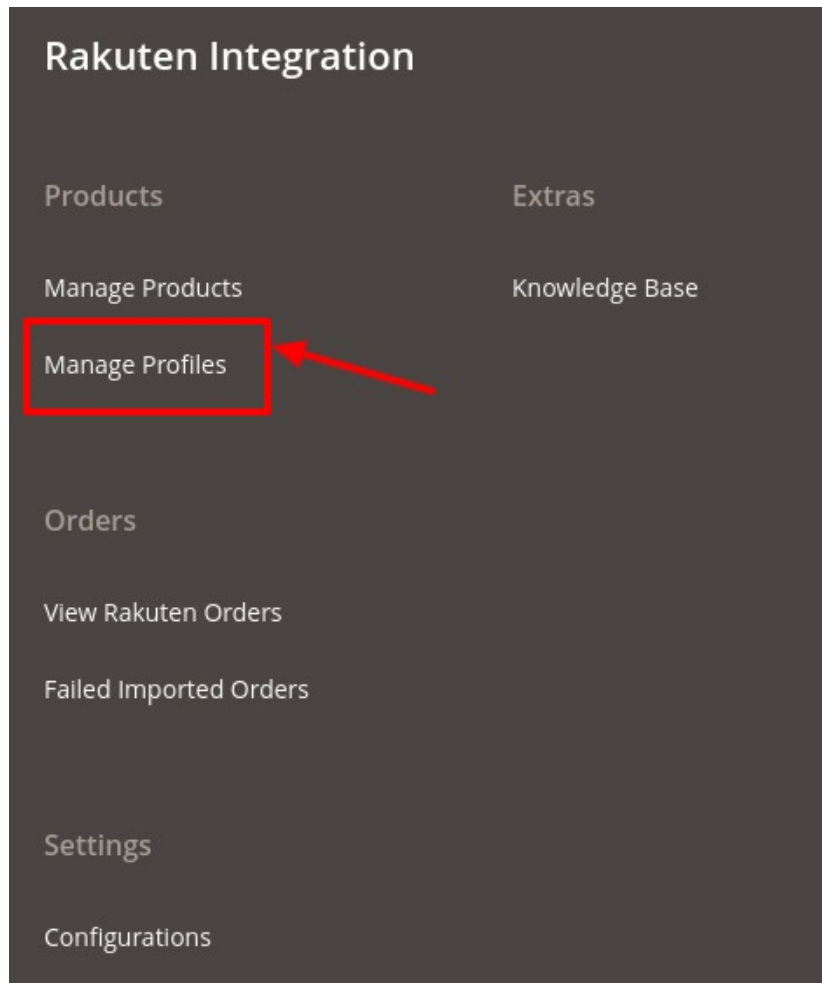 Rakuten Integration
Products
Manage Products
Manage Profiles
Extras
Knowledge Base
Orders
View Rakuten Orders
Failed Imported Orders
Settings
Configurations